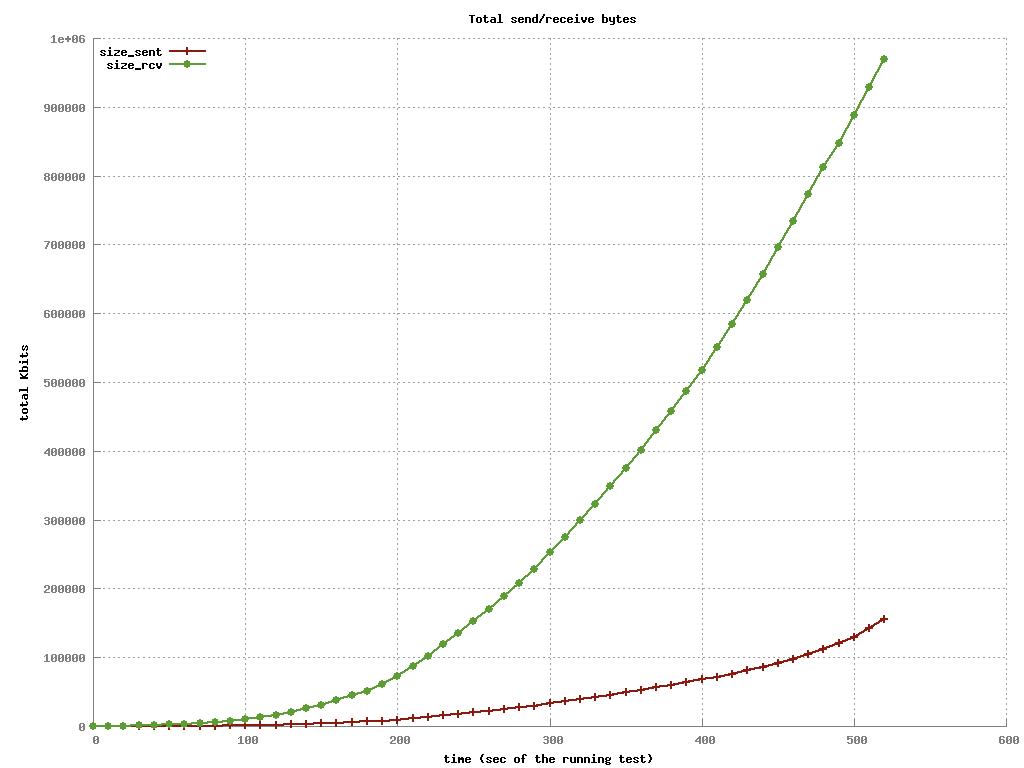 Total send/receive bytes
1e+06
size_sent
size_rcv
900000
800000
700000
600000
500000
total Kbits
400000
300000
200000
100000
0
0 100 200 300 400 500 600
time (sec of the running test)